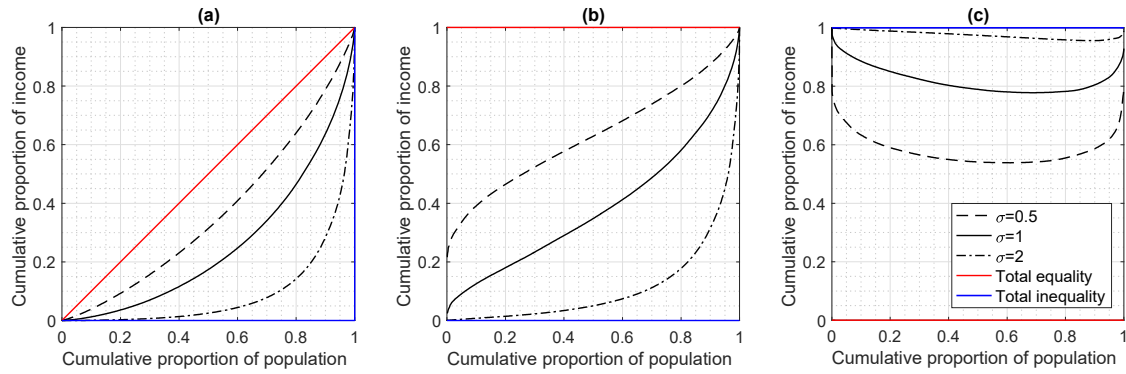 (a)
Cumulative proportion of income
1
0.8
0.6
0.4
0.2
0
0 0.2 0.4 0.6 0.8 1
Cumulative proportion of population
(b)
Cumulative proportion of income
1
0.8
0.6
0.4
0.2
0
0 0.2 0.4 0.6 0.8 1
Cumulative proportion of population
(c)
Cumulative proportion of income
1
0.8
0.6
0.4
0.2
0
0 0.2 0.4 0.6 0.8 1
Cumulative proportion of population
σ=0.5
σ=1
σ=2
Total equality
Total inequality